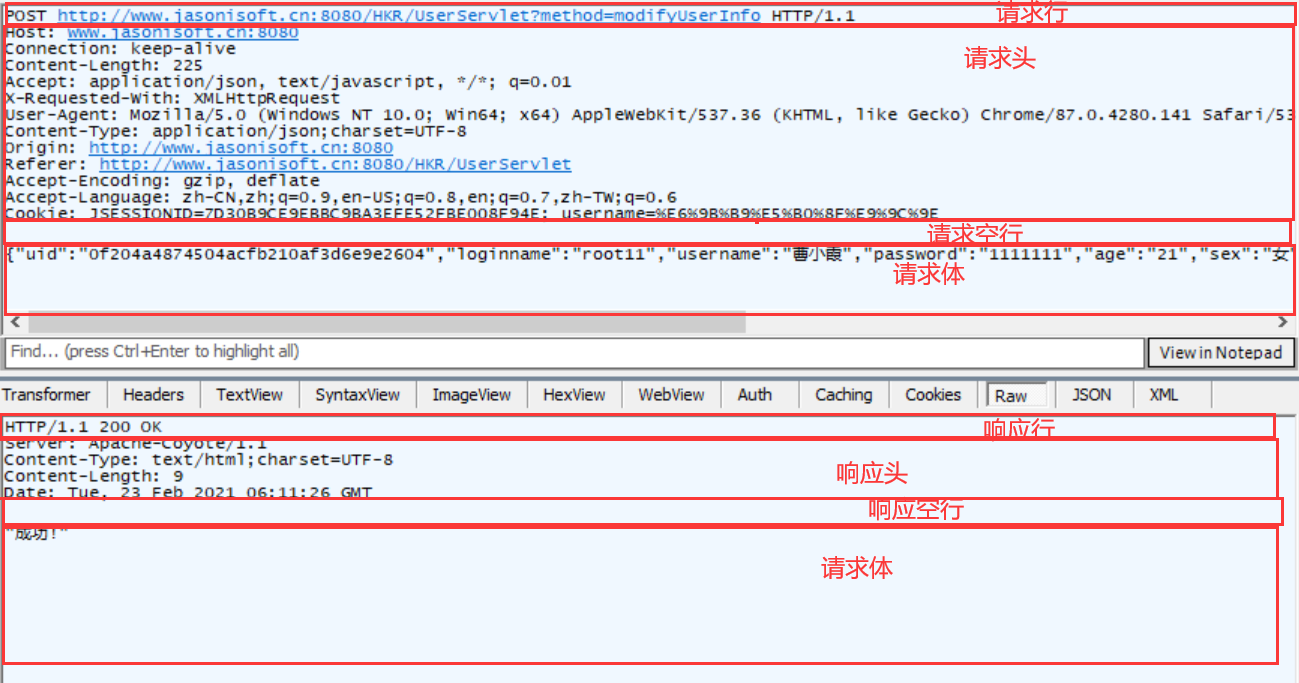 POST http://www.jasonisoft.cn:8080/HKR/UserServlet?method=modifyUserInfo HTTP/1.1
请求行
Host: www.jasonisoft.cn:8080
Connection: keep-alive
请求头
Content-Length: 225
Accept: application/json, text/javascript, */*; q=0.01
X-Requested-With: XMLHttpRequest
User-Agent: Mozilla/5.0 (Windows NT 10.0; Win64; x64) AppleWebKit/537.36 (KHTML, like Gecko) Chrome/87.0.4280.141 Safari/53
Content-Type: application/json;charset=UTF-8
Origin: http://www.jasonisoft.cn:8080
Referer: http://www.jasonisoft.cn:8080/HKR/UserServlet
Accept-Encoding: gzip, deflate
Accept-Language: zh-CN,zh;q=0.9,en-US;q=0.8,en;q=0.7,zh-TW;q=0.6
Cookie: username=%E6%9B%B9%E5%B0%8F%E9%9C%9E
请求空行
{"uid":"0f204a4874504acfb210af3d6e9e2604","loginname":"root11","username":"曹小霞","password":"1111111","age":"21","sex":"女"
请求体
Find... (press Ctrl+Enter to highlight all)
View in Notepad
Transformer Headers TextView SyntaxView ImageView HexView WebView Auth Caching Cookies Raw JSON XML
HTTP/1.1 200 OK
响应行
Server: Apache-Coyote/1.1
Content-Type: text/html;charset=UTF-8
响应头
Content-Length: 9
Date: Tue, 23 Feb 2021 06:11:26 GMT
响应空行
"成功!"
请求体